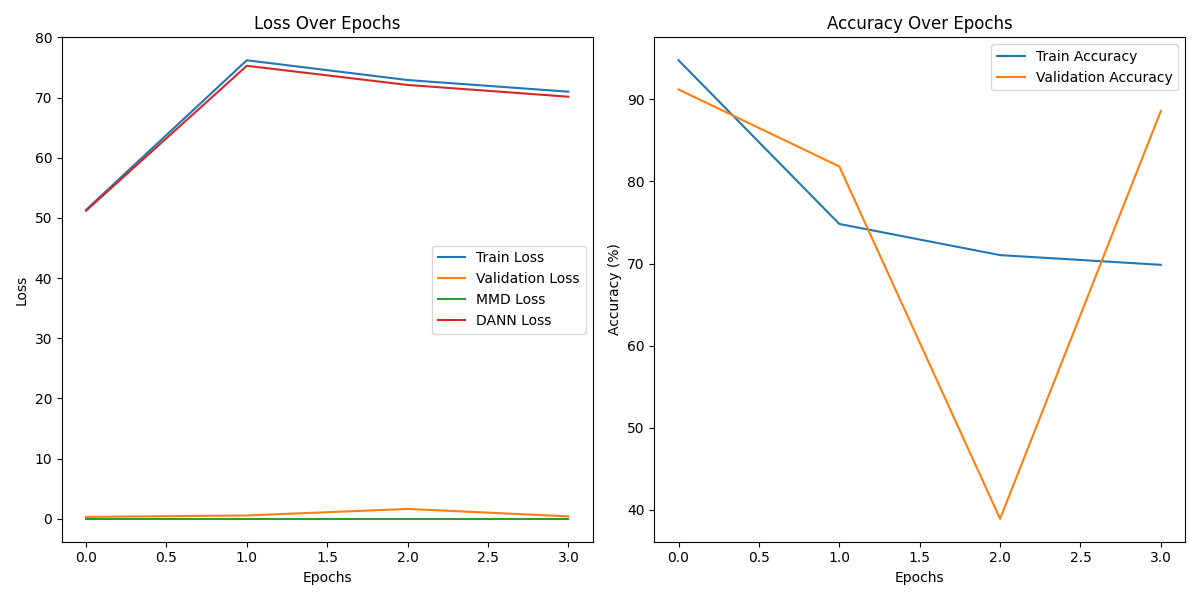 Loss Over Epochs
80
70
60
50
40
30
20
10
0
Loss
Train Loss
Validation Loss
MMD Loss
DANN Loss
0.0 0.5 1.0 1.5 2.0 2.5 3.0
Epochs
Accuracy Over Epochs
90
80
70
60
50
40
Accuracy (%)
Train Accuracy
Validation Accuracy
0.0 0.5 1.0 1.5 2.0 2.5 3.0
Epochs